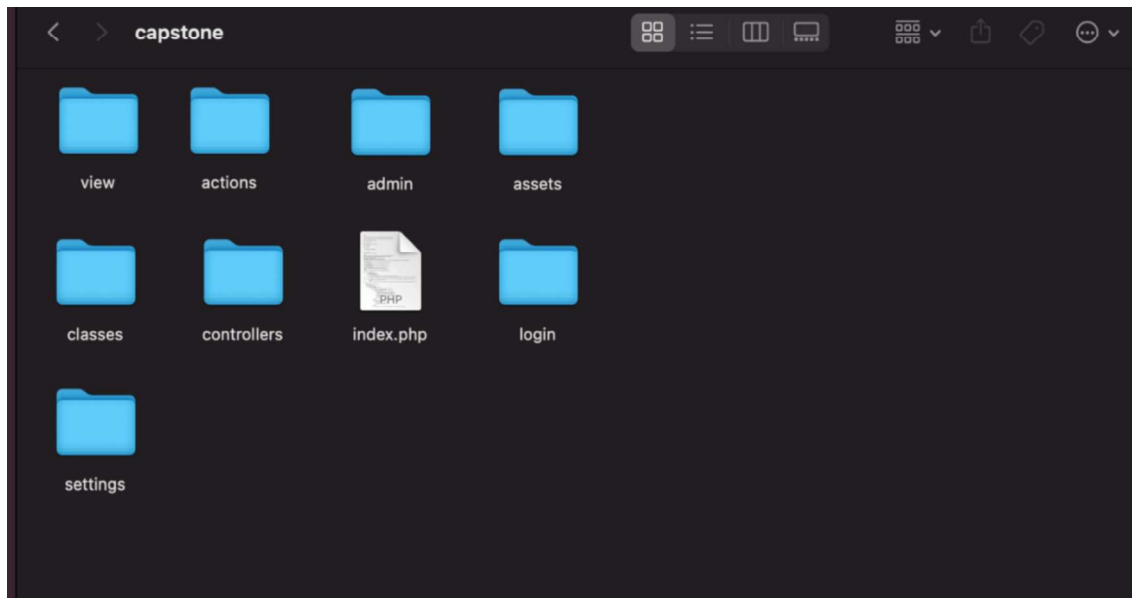 capstone
view actions admin assets
PHP
classes controllers index.php login
settings